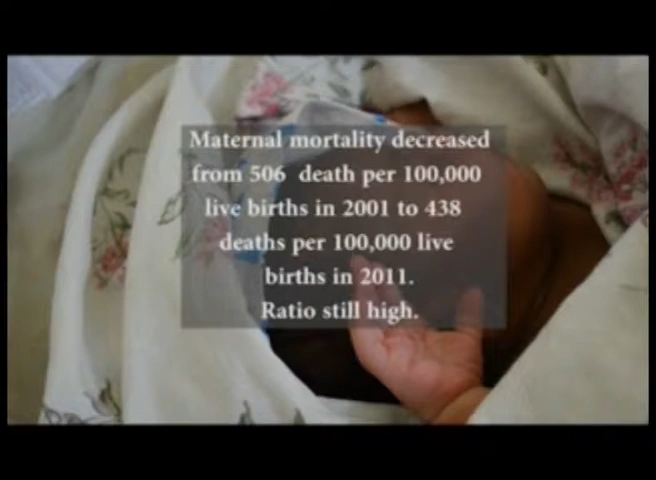 Maternal mortality decreased
from 506 death per 100,000
live births in 2001 to 438
deaths per 100,000 live
births in 2011.
Ratio still high.